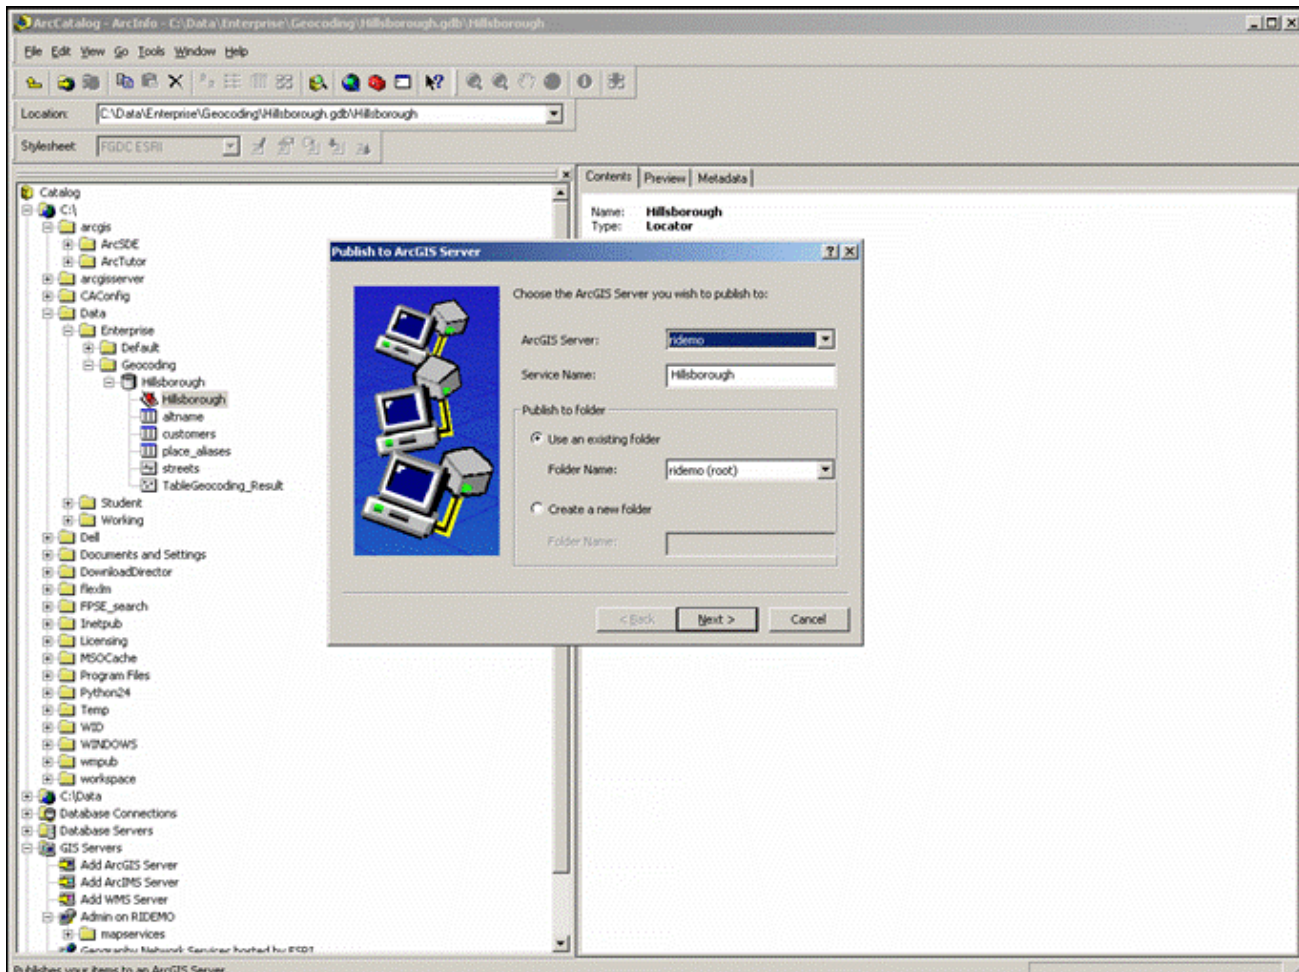 ArcCatalog - ArcInfo - C:\Data\Enterprise\Geocoding\Hillsborough.gdb\Hillsborough
File Edit View Go Tools Window Help
Location: C:\Data\Enterprise\Geocoding\Hillsborough.gdb\Hillsborough
Stylesheet: FGDC ESRI
Contents Preview Metadata
Name: Hillsborough
Type: Locator
Catalog
C:\
arcgis
ArcSDE
ArcTutor
arcgisserver
CAConfig
Data
Enterprise
Default
Geocoding
Hillsborough
Hillsborough
altname
customers
place_aliases
streets
TableGeocoding_Result
Student
Working
Dell
Documents and Settings
DownloadDirector
flexlm
FPSE_search
Inetpub
Licensing
MSOCache
Program Files
Python24
Temp
WID
WINDOWS
wmpub
workspace
C:\Data
Database Connections
Database Servers
GIS Servers
Add ArcGIS Server
Add ArcIMS Server
Add WMS Server
Admin on RIDEMO
mapservices
Geography Network Services hosted by ESRI
Publish to ArcGIS Server
Choose the ArcGIS Server you wish to publish to:
ArcGIS Server: ridemo
Service Name: Hillsborough
Publish to folder
Use an existing folder
Folder Name: ridemo (root)
Create a new folder
Folder Name:
< Back Next > Cancel
Publishes your items to an ArcGIS Server